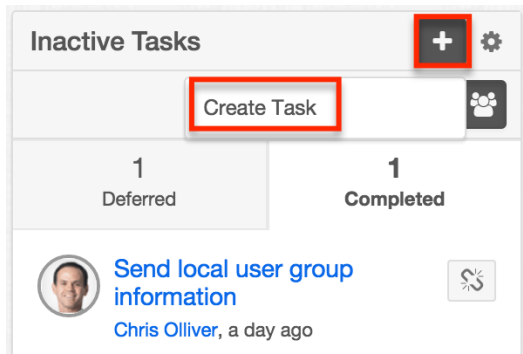 Inactive Tasks
Create Task
1
Deferred
1
Completed
Send local user group
information
Chris Olliver, a day ago